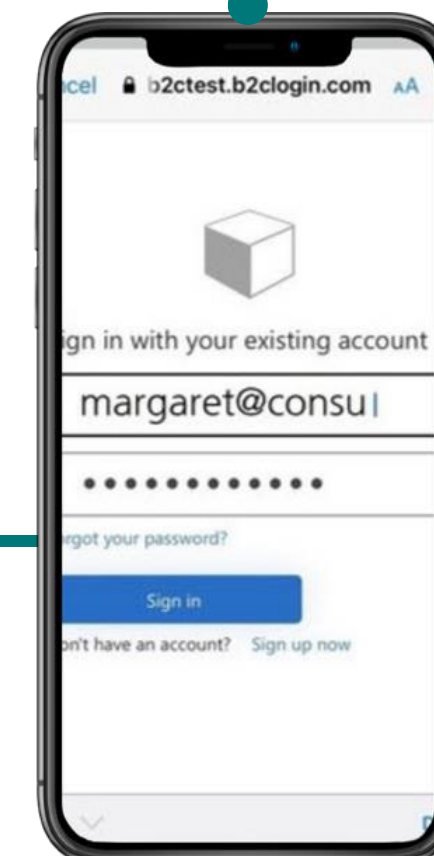 cel b2ctest.b2clogin.com AA
ign in with your existing account
margaret@consu
rgot your password?
Sign in
on't have an account? Sign up now